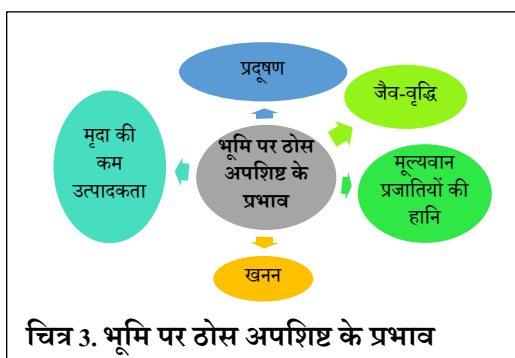 प्रदूषण
जैव-वृद्धि
मृदा की
कम
उत्पादकता
भूमि पर ठोस
अपशिष्ट के
प्रभाव
मूल्यवान
प्रजातियों की
हानि
खनन
चित्र 3. भूमि पर ठोस अपशिष्ट के प्रभाव